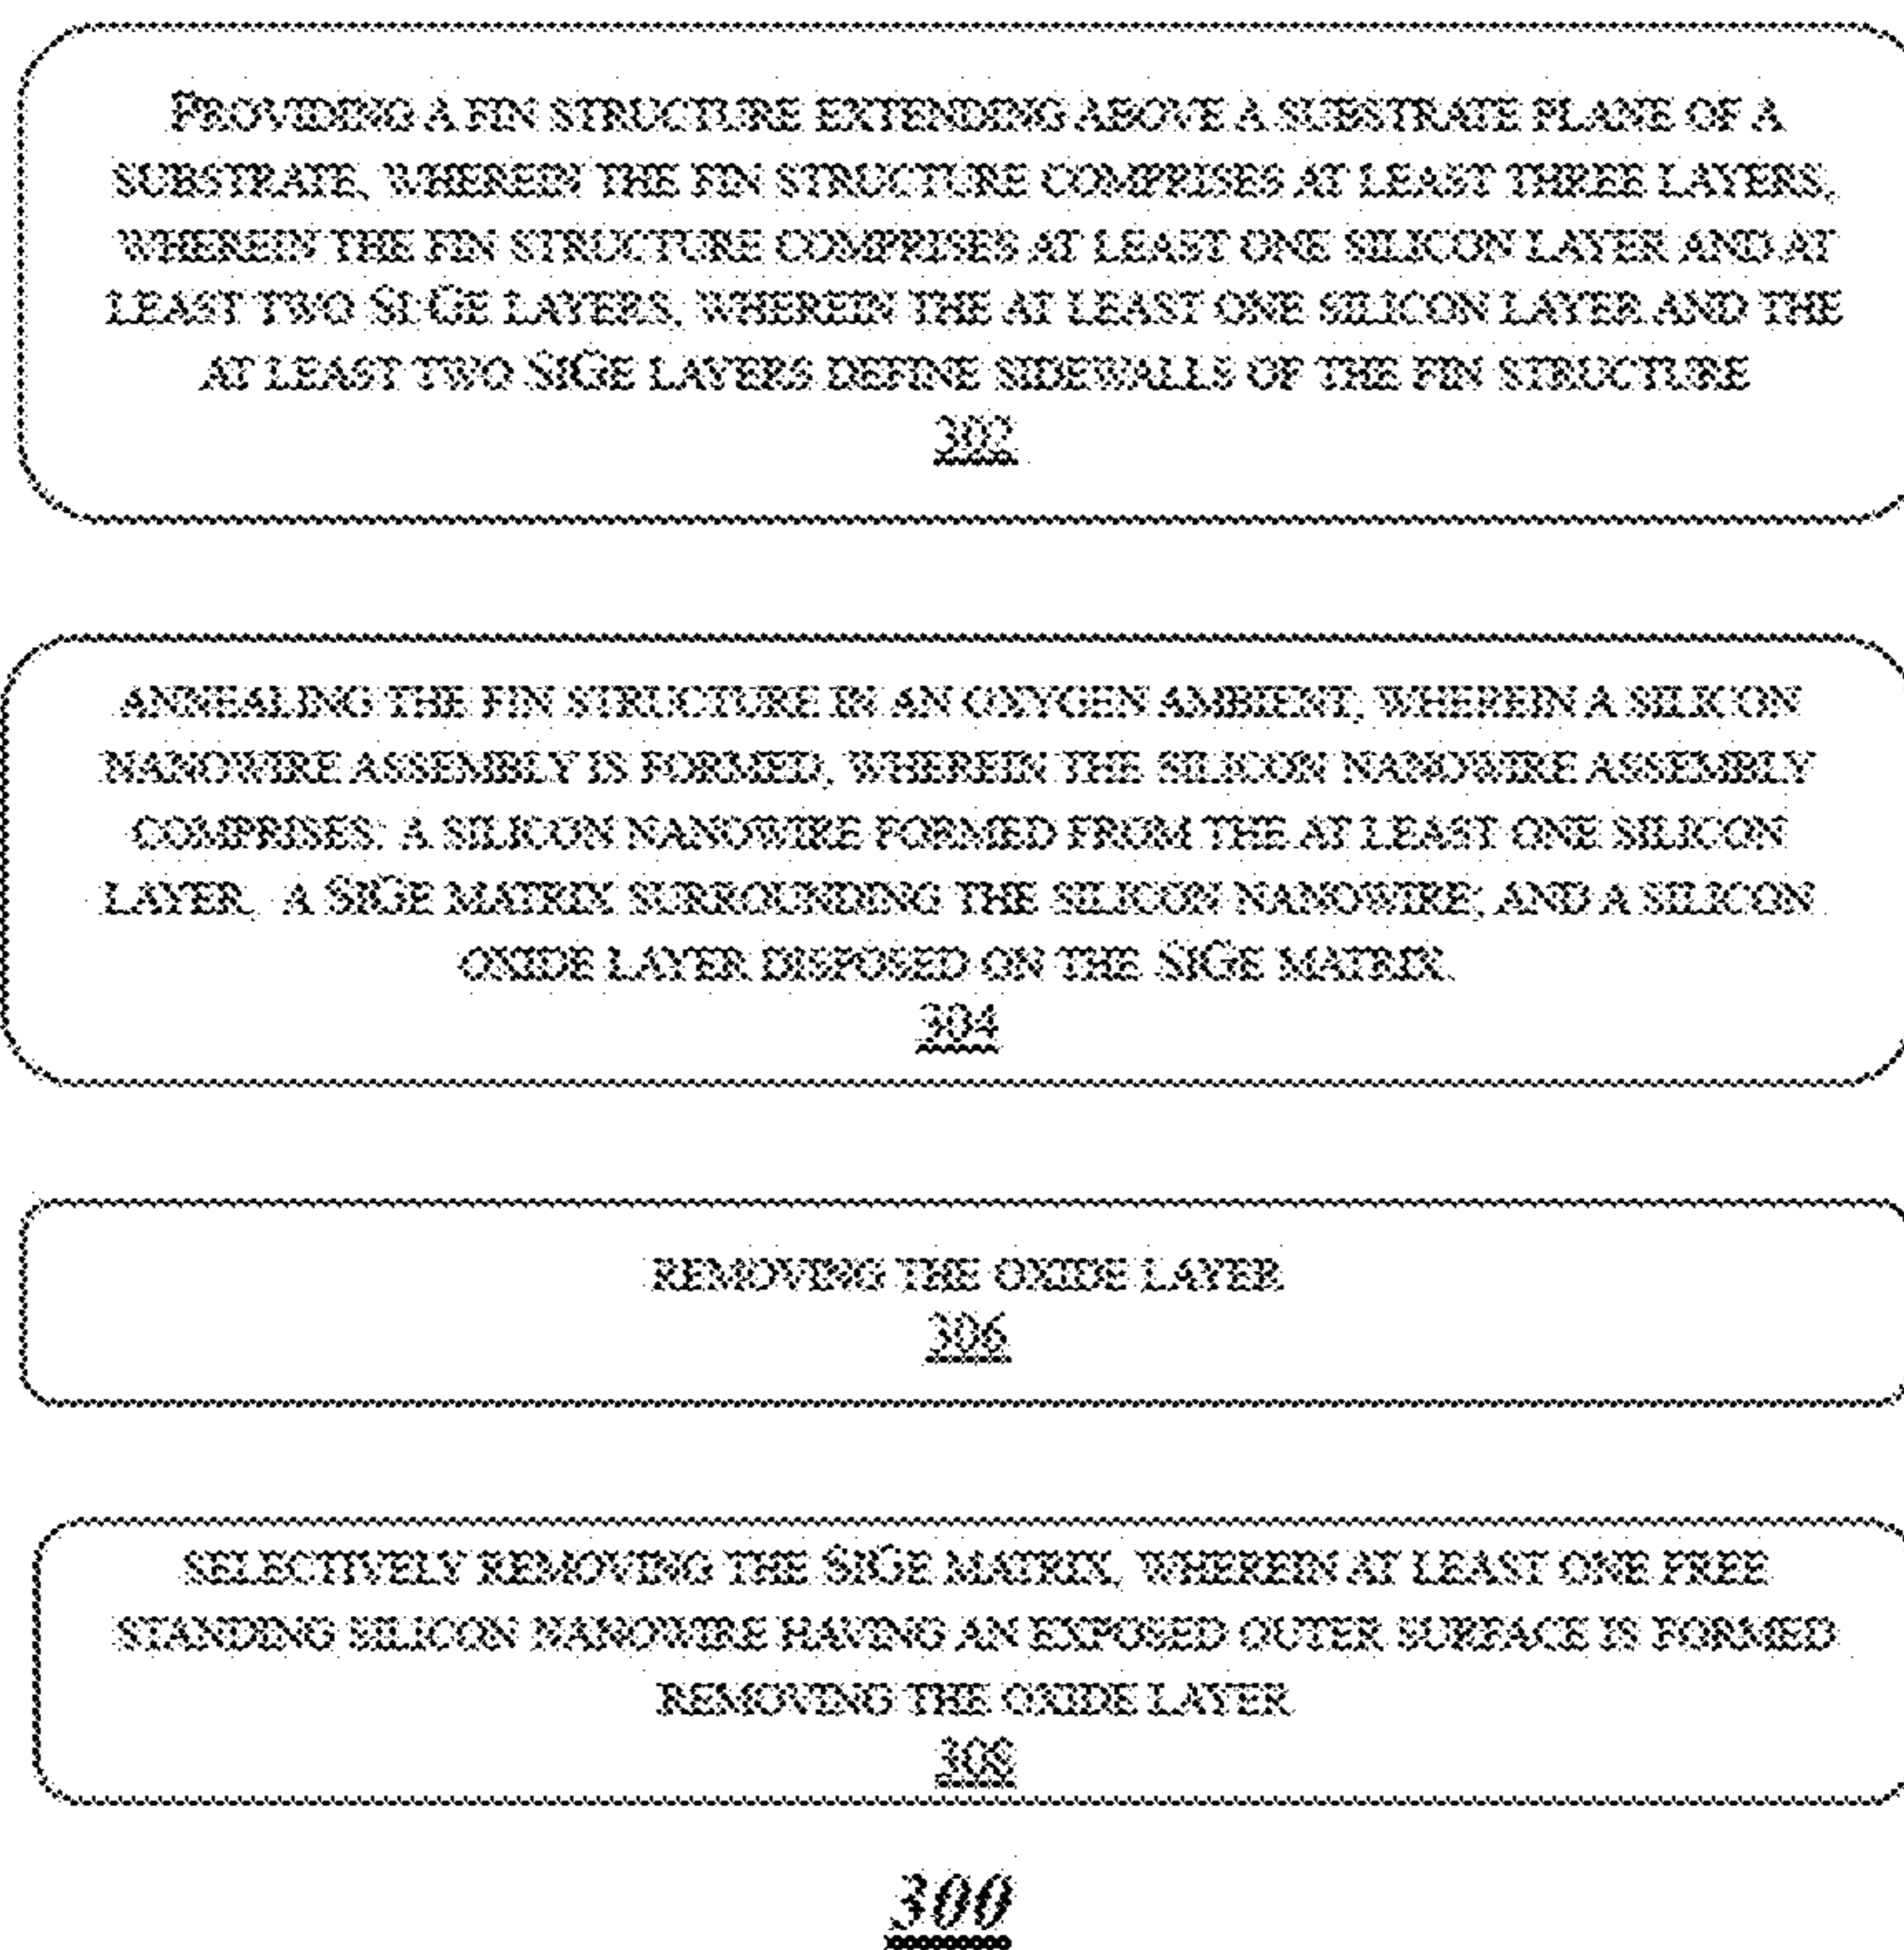 PROVIDING A FIN STRUCTURE EXTENDING ABOVE A SUBSTRATE PLANE OF A
SUBSTRATE, WHEREIN THE FIN STRUCTURE COMPRISES AT LEAST THREE LAYERS,
WHEREIN THE FIN STRUCTURE COMPRISES AT LEAST ONE SILICON LAYER AND AT
LEAST TWO SI:GE LAYERS, WHEREIN THE AT LEAST ONE SILICON LAYER AND THE
AT LEAST TWO SIGE LAYERS DEFINE SIDEWALLS OF THE FIN STRUCTURE
302
ANNEALING THE FIN STRUCTURE IN AN OXYGEN AMBIENT, WHEREIN A SILICON
NANOWIRE ASSEMBLY IS FORMED, WHEREIN THE SILICON NANOWIRE ASSEMBLY
COMPRISES: A SILICON NANOWIRE FORMED FROM THE AT LEAST ONE SILICON
LAYER, A SIGE MATRIX SURROUNDING THE SILICON NANOWIRE; AND A SILICON
OXIDE LAYER DISPOSED ON THE SIGE MATRIX.
304
REMOVING THE OXIDE LAYER
306
SELECTIVELY REMOVING THE SIGE MATRIX, WHEREIN AT LEAST ONE FREE
STANDING SILICON NANOWIRE HAVING AN EXPOSED OUTER SURFACE IS FORMED
REMOVING THE OXIDE LAYER
308
300